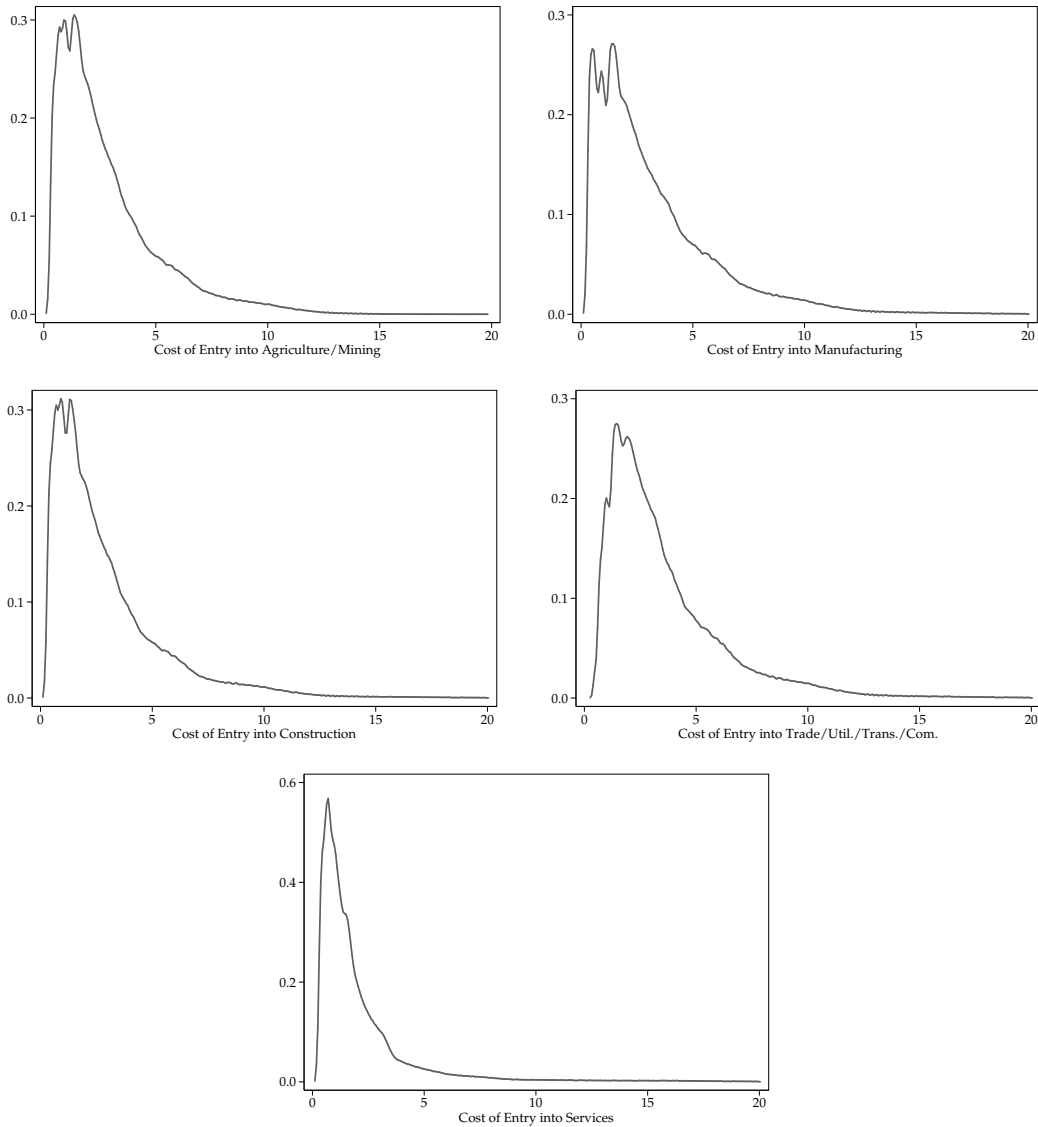 0.3
0.2
0.1
0.0
0 5 10 15 20
Cost of Entry into Agriculture/Mining
0.3
0.2
0.1
0.0
0 5 10 15 20
Cost of Entry into Manufacturing
0.3
0.2
0.1
0.0
0 5 10 15 20
Cost of Entry into Construction
0.3
0.2
0.1
0.0
0 5 10 15 20
Cost of Entry into Trade/Util./Trans./Com.
0.6
0.4
0.2
0.0
0 5 10 15 20
Cost of Entry into Services